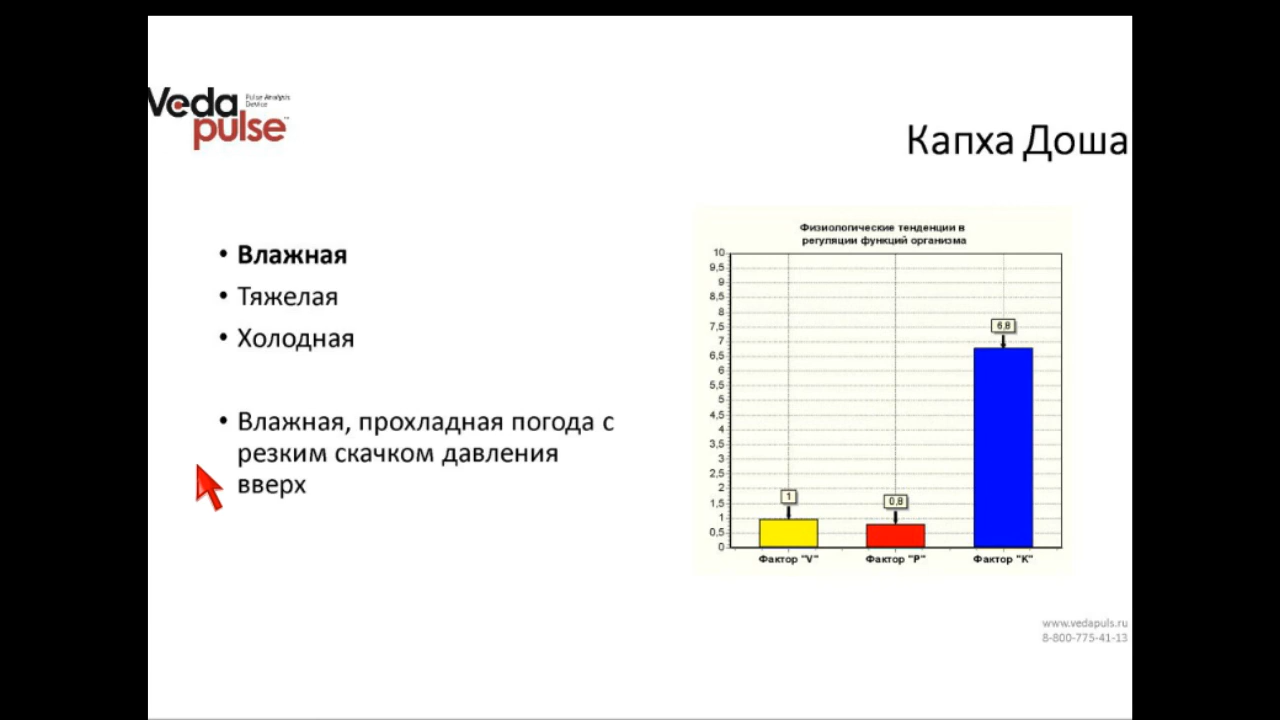 Veda
Pulse Analysis
Device
pulse™
Капха Доша
• Влажная
• Тяжелая
• Холодная
• Влажная, прохладная погода с
резким скачком давления
вверх
Физиологические тенденции в
регуляции функций организма
10
9,5
9
8,5
8
7,5
7
6,5
6
5,5
5
4,5
4
3,5
3
2,5
2
1,5
1
0,5
0
1
0,8
6,8
Фактор "V"
Фактор "P"
Фактор "K"
www.vedapuls.ru
8-800-775-41-13